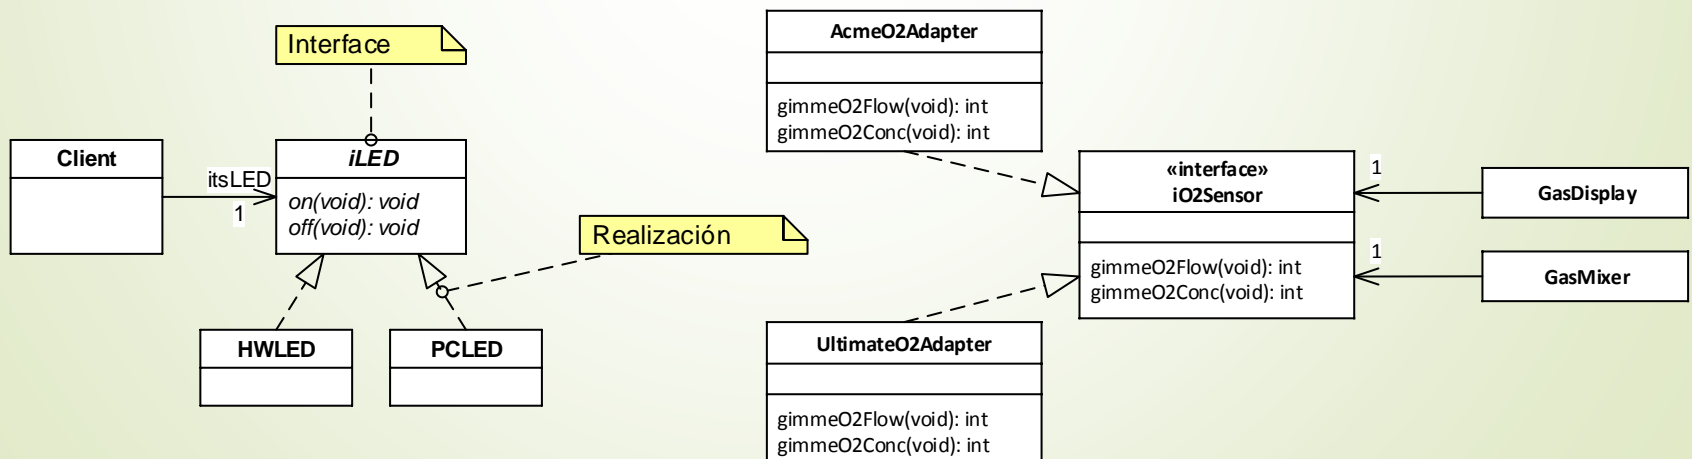 Interface
Client
iLED
itsLED
1
on(void): void
off(void): void
Realización
HWLED
PCLED
AcmeO2Adapter
gimmeO2Flow(void): int
gimmeO2Conc(void): int
«interface»
iO2Sensor
gimmeO2Flow(void): int
gimmeO2Conc(void): int
1
GasDisplay
1
GasMixer
UltimateO2Adapter
gimmeO2Flow(void): int
gimmeO2Conc(void): int